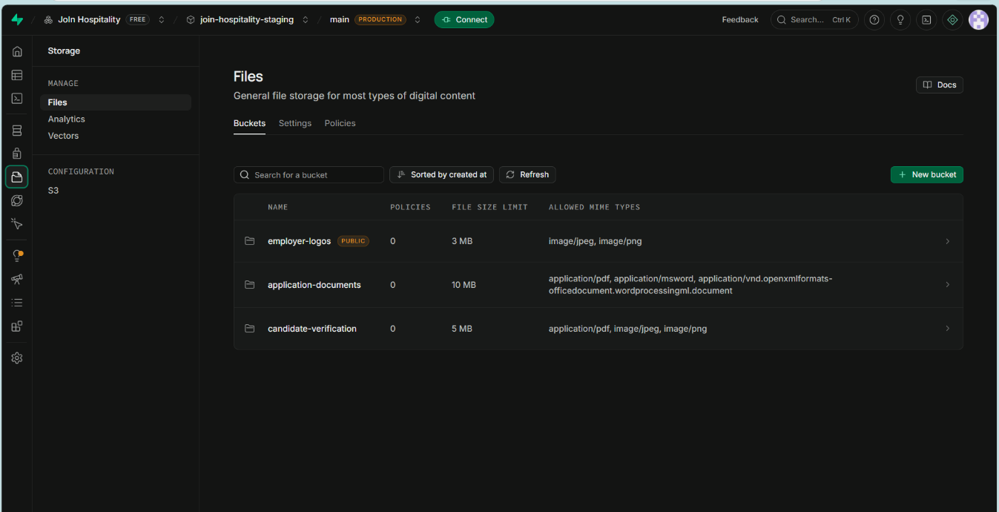 JoIn Hospitality FREE / join-hospitality-staging / main PRODUCTION Connect Feedback Search... Ctrl K
Storage
MANAGE
Files
Analytics
Vectors
CONFIGURATION
S3
Files
General file storage for most types of digital content
Docs
Buckets Settings Policies
Search for a bucket Sorted by created at Refresh New bucket
NAME POLICIES FILE SIZE LIMIT ALLOWED MIME TYPES
employer-logos PUBLIC 0 3 MB image/jpeg, image/png
application-documents 0 10 MB application/pdf, application/msword, application/vnd.openxmlformats-
officedocument.wordprocessingml.document
candidate-verification 0 5 MB application/pdf, image/jpeg, image/png